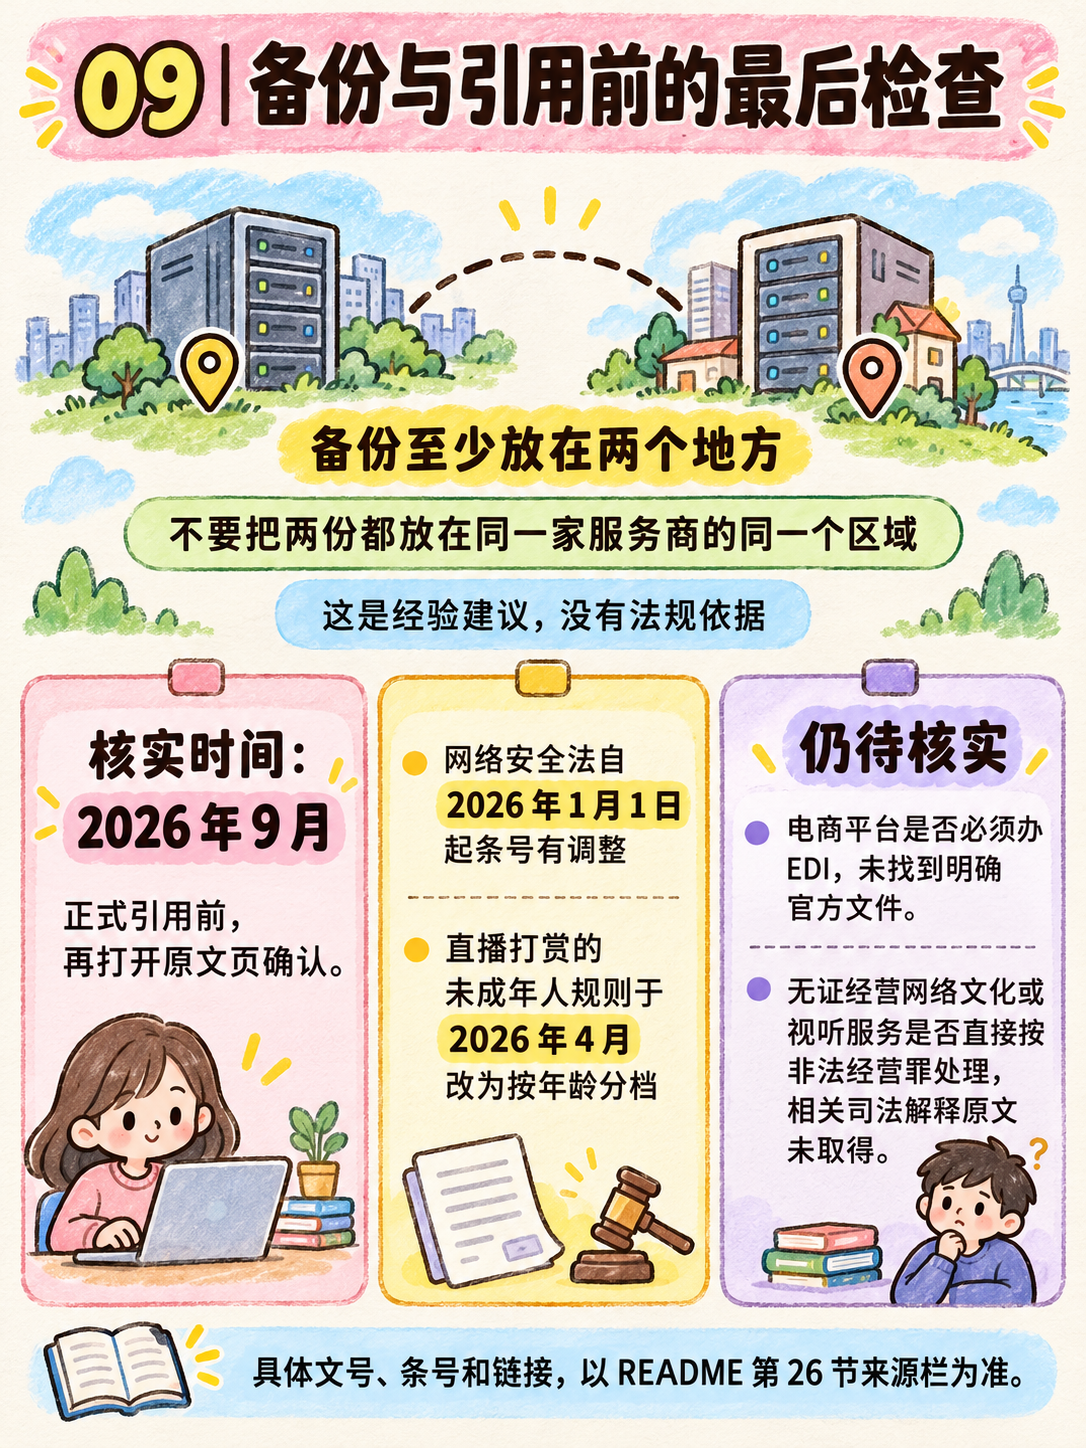 09 | 备份与引用前的最后检查
备份至少放在两个地方
不要把两份都放在同一家服务商的同一个区域
这是经验建议，没有法规依据
核实时间：
2026年9月
正式引用前，
再打开原文页确认。
网络安全法自
2026年1月1日
起条号有调整
直播打赏的
未成年人规则于
2026年4月
改为按年龄分档
仍待核实
电商平台是否必须办
EDI，未找到明确
官方文件。
无证经营网络文化或
视听服务是否直接按
非法经营罪处理，
相关司法解释原文
未取得。
?
具体文号、条号和链接，以 README 第 26 节来源栏为准。